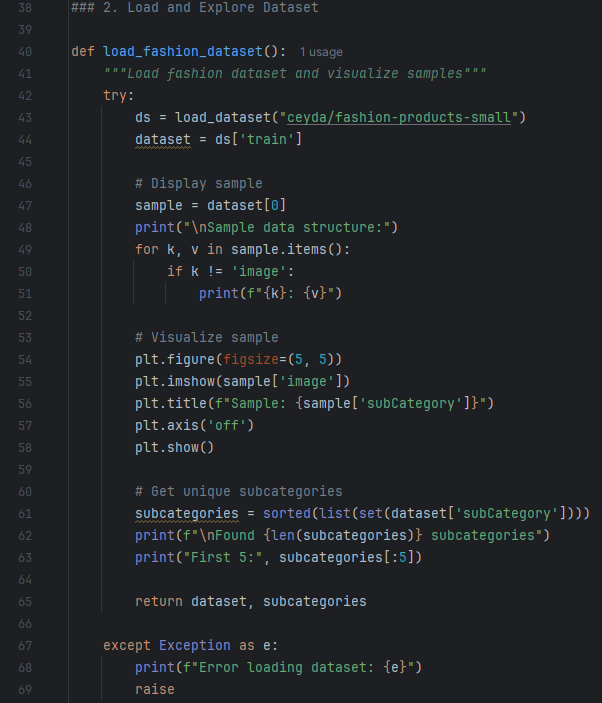 38 ### 2. Load and Explore Dataset
39
40 def load_fashion_dataset(): 1 usage
41     """Load fashion dataset and visualize samples"""
42     try:
43         ds = load_dataset("ceyda/fashion-products-small")
44         dataset = ds['train']
45
46         # Display sample
47         sample = dataset[0]
48         print("\nSample data structure:")
49         for k, v in sample.items():
50             if k != 'image':
51                 print(f"{k}: {v}")
52
53         # Visualize sample
54         plt.figure(figsize=(5, 5))
55         plt.imshow(sample['image'])
56         plt.title(f"Sample: {sample['subCategory']}")
57         plt.axis('off')
58         plt.show()
59
60         # Get unique subcategories
61         subcategories = sorted(list(set(dataset['subCategory'])))
62         print(f"\nFound {len(subcategories)} subcategories")
63         print("First 5:", subcategories[:5])
64
65         return dataset, subcategories
66
67     except Exception as e:
68         print(f"Error loading dataset: {e}")
69         raise